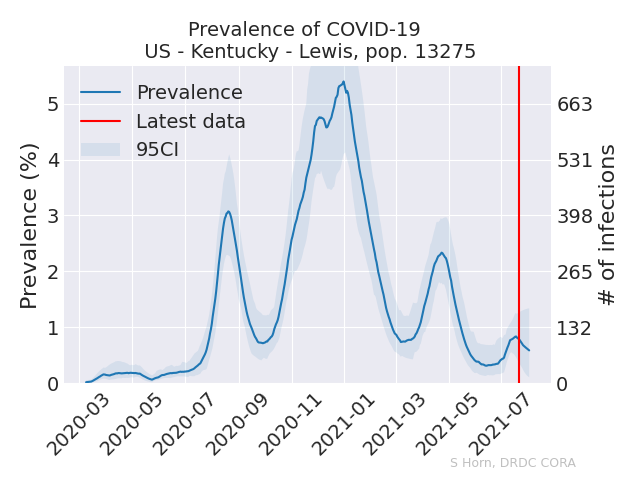 Prevalence of COVID-19
US - Kentucky - Lewis, pop. 13275
Prevalence
Latest data
95CI
Prevalence (%)
5
4
3
2
1
0
663
531
398
265
132
0
# of infections
2020-03
2020-05
2020-07
2020-09
2020-11
2021-01
2021-03
2021-05
2021-07
S Horn, DRDC CORA